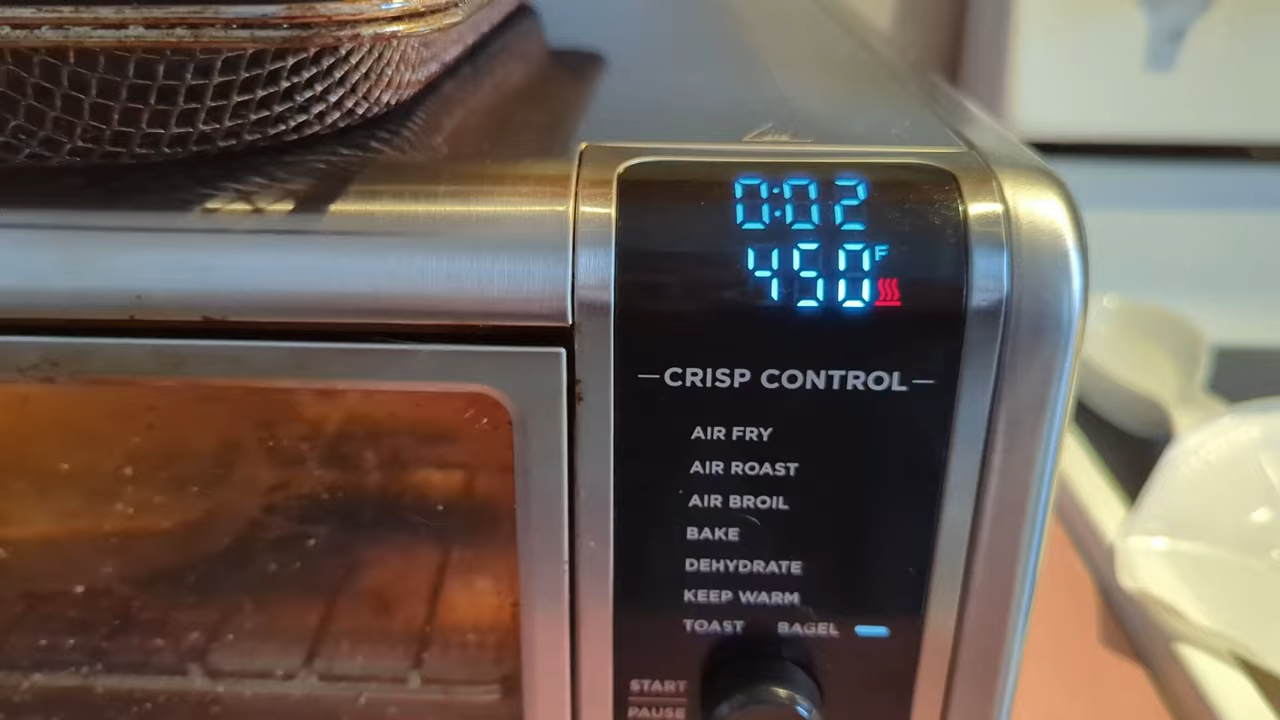 0:02
450F
CRISP CONTROL
AIR FRY
AIR ROAST
AIR BROIL
BAKE
DEHYDRATE
KEEP WARM
TOAST BAGEL
START
PAUSE